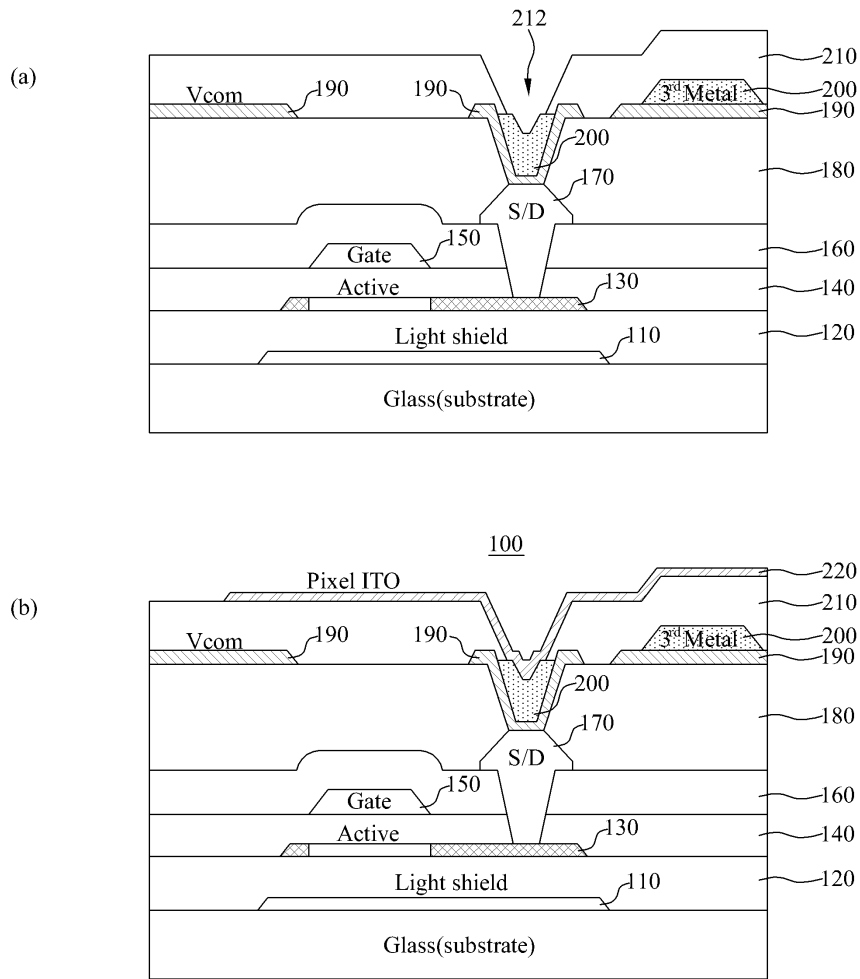 (a)
212
210
Vcom
190
190
3rd Metal
200
190
200
180
170
S/D
150
160
Gate
130
140
Active
120
Light shield
110
Glass(substrate)
(b)
100
Pixel ITO
220
210
Vcom
190
190
3rd Metal
200
190
200
180
170
S/D
150
160
Gate
130
140
Active
120
Light shield
110
Glass(substrate)